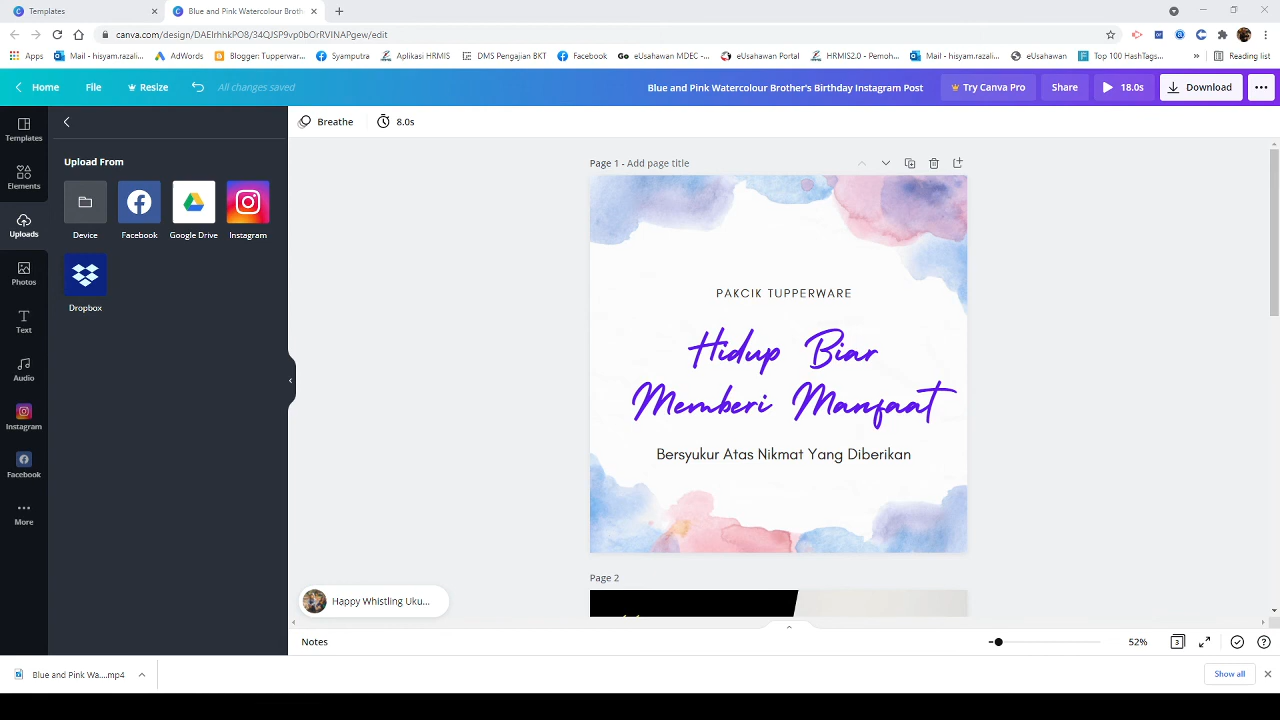 Templates
Blue and Pink Watercolour Broth
canva.com/design/DAElrhhkPO8/34QJSP9vp0bOrRVlNAPgew/edit
Apps
Mail - hisyam.razali...
AdWords
Blogger: Tupperwar...
Syamputra
Aplikasi HRMIS
DMS Pengajian BKT
Facebook
Go
eUsahawan MDEC -...
eUsahawan Portal
HRMIS2.0 - Pemoh...
Mail - hisyam.razali...
eUsahawan
Top 100 HashTags...
»
Reading list
Home
File
Resize
All changes saved
Blue and Pink Watercolour Brother's Birthday Instagram Post
Try Canva Pro
Share
18.0s
Download
Templates
Elements
Uploads
Photos
Text
Audio
Instagram
Facebook
More
Upload From
Device
Facebook
Google Drive
Instagram
Dropbox
Breathe
8.0s
Page 1 - Add page title
PAKCIK TUPPERWARE
Hidup Biar
Memberi Manfaat
Bersyukur Atas Nikmat Yang Diberikan
Page 2
Happy Whistling Uku...
Notes
52%
3
Blue and Pink Wa....mp4
Show all